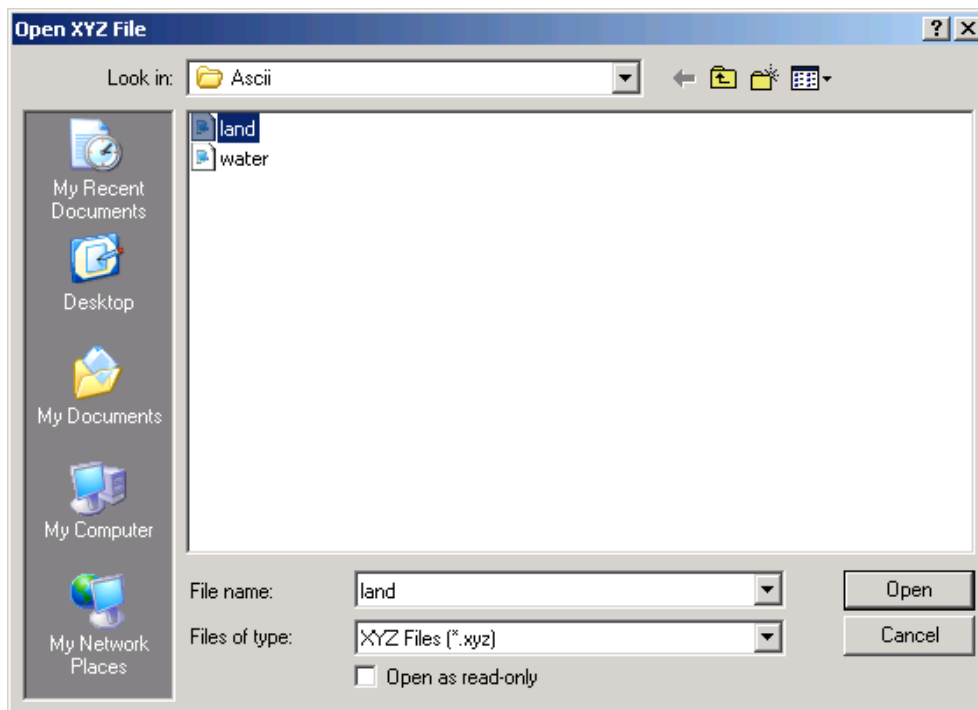 Open XYZ File
Look in:
Ascii
My Recent
Documents
Desktop
My Documents
My Computer
My Network
Places
land
water
File name:
land
Open
Files of type:
XYZ Files (*.xyz)
Cancel
Open as read-only